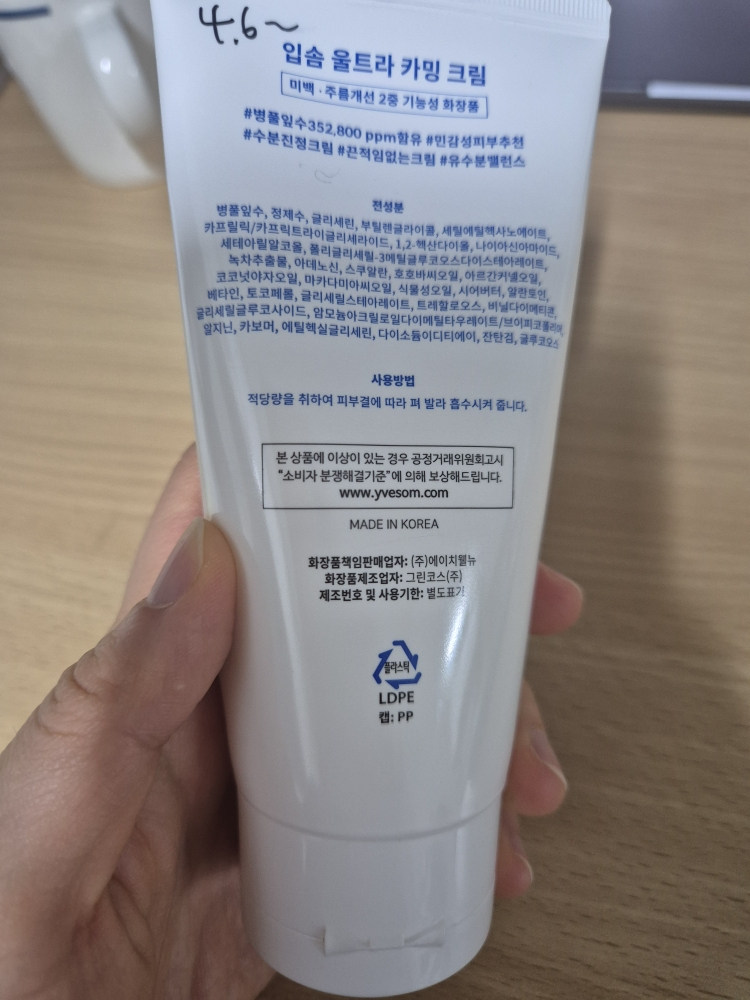 4.6~
입솜 울트라 카밍 크림
미백 · 주름개선 2중 기능성 화장품
#병풀잎수352,800 ppm함유 #민감성피부추천
#수분진정크림 #끈적임없는크림 #유수분밸런스
전성분
병풀잎수, 정제수, 글리세린, 부틸렌글라이콜, 세틸에틸헥사노에이트,
카프릴릭/카프릭트라이글리세라이드, 1,2-헥산다이올, 나이아신아마이드,
세테아릴알코올, 폴리글리세릴-3메틸글루코오스다이스테아레이트,
녹차추출물, 아데노신, 스쿠알란, 호호바씨오일, 아르간커넬오일,
코코넛야자오일, 마카다미아씨오일, 식물성오일, 시어버터, 알란토인,
베타인, 토코페롤, 글리세릴스테아레이트, 트레할로오스, 비닐다이메티콘,
글리세릴글루코사이드, 암모늄아크릴로일다이메틸타우레이트/브이피코폴리머,
알지닌, 카보머, 에틸헥실글리세린, 다이소듐이디티에이, 잔탄검, 글루코오스
사용방법
적당량을 취하여 피부결에 따라 펴 발라 흡수시켜 줍니다.
본 상품에 이상이 있는 경우 공정거래위원회고시
"소비자 분쟁해결기준"에 의해 보상해드립니다.
www.yvesom.com
MADE IN KOREA
화장품책임판매업자: (주)에이치웰뉴
화장품제조업자: 그린코스(주)
제조번호 및 사용기한: 별도표기
플라스틱
LDPE
캡: PP